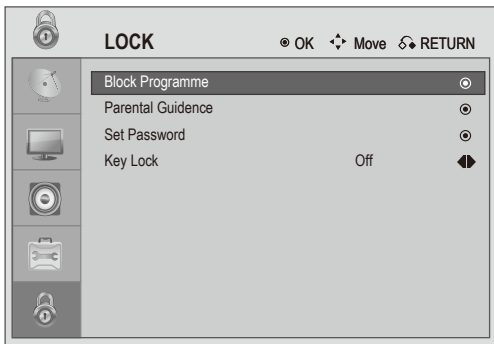 LOCK OK Move RETURN
Block Programme
Parental Guidence
Set Password
Key Lock Off